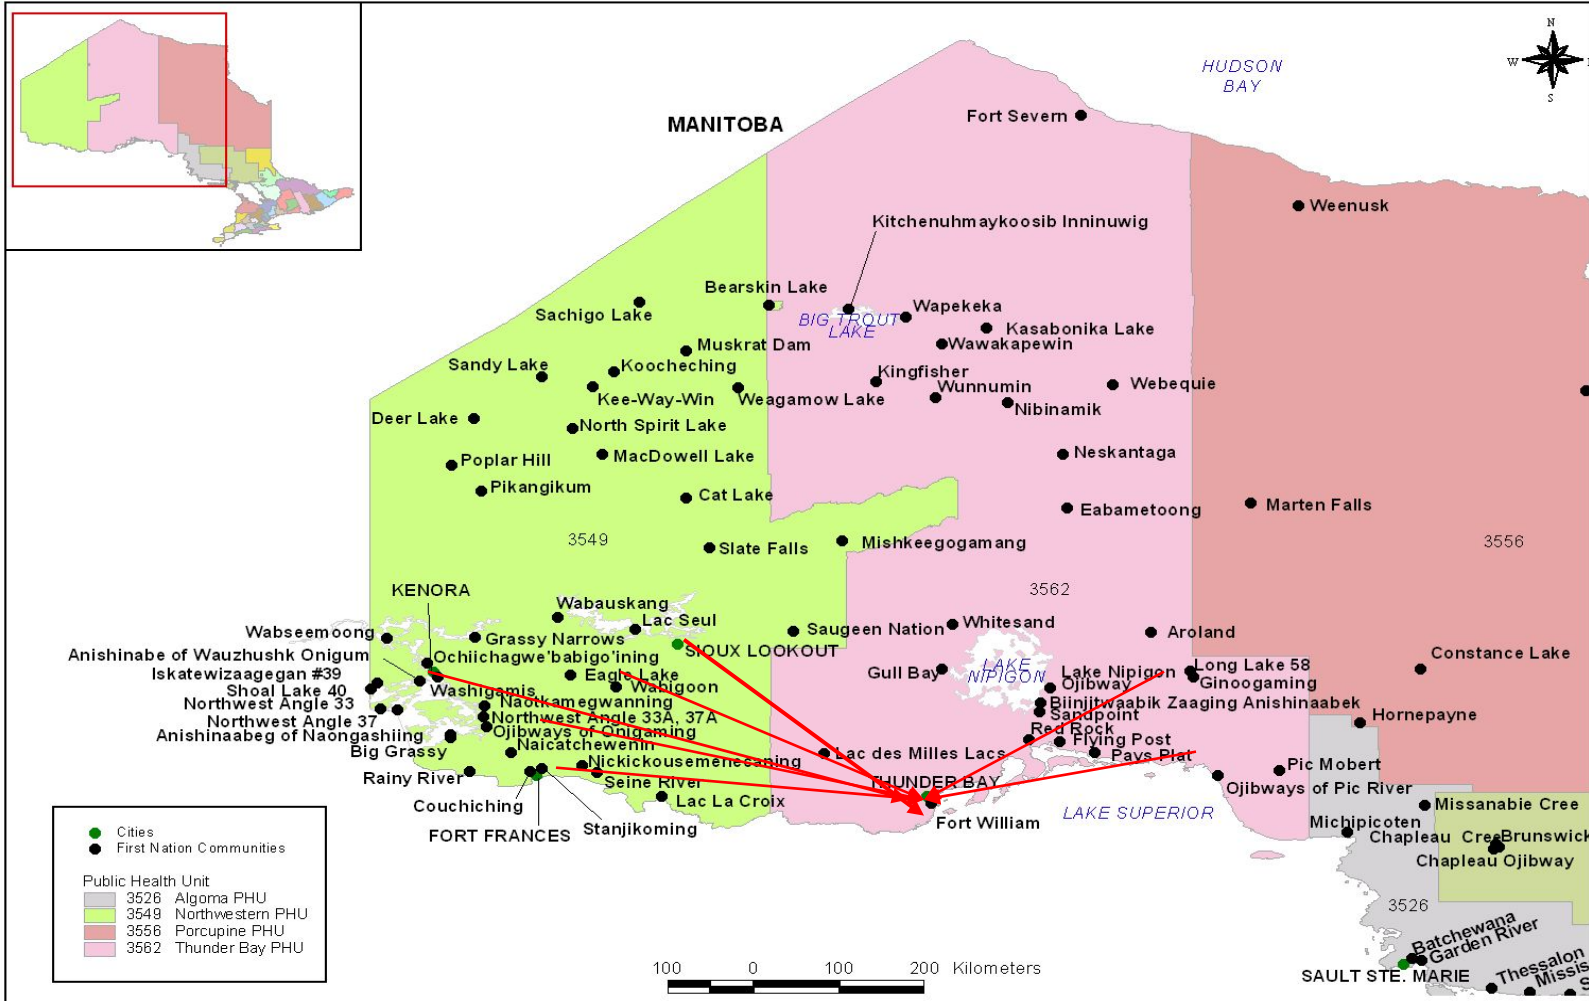 N
W
S
HUDSON
BAY
MANITOBA
Fort Severn
Weenusk
Kitchenuhmaykoosib Inninuwig
Bearskin Lake
Sachigo Lake
BIG TROUT
LAKE
Wapekeka
Kasabonika Lake
Wawakapewin
Muskrat Dam
Sandy Lake
Koocheching
Kingfisher
Kee-Way-Win
Weagamow Lake
Wunnumin
Webequie
Nibinamik
Deer Lake
North Spirit Lake
Poplar Hill
MacDowell Lake
Neskantaga
Pikangikum
Cat Lake
Eabametoong
Marten Falls
3549
Slate Falls
Mishkeegogamang
3556
3562
KENORA
Wabauskang
Lac Seul
Wabseemoong
Grassy Narrows
Saugeen Nation
Whitesand
Aroland
SIOUX LOOKOUT
Anishinabe of Wauzhushk Onigum
Ochiichagwe'babigo'ining
Constance Lake
Iskatewizaagegan #39
Eagle Lake
Gull Bay
LAKE
NIPIGON
Lake Nipigon
Ojibway
Long Lake 58
Ginoogaming
Shoal Lake 40
Washigamis
Wabigoon
Northwest Angle 33
Naotkamegwanning
Biinjitwabik Zaaging Anishinaabek
Northwest Angle 37
Northwest Angle 33A, 37A
Sandpoint
Hornepayne
Anishinaabeg of Naongashiing
Ojibways of Onigaming
Red Rock
Flying Post
Big Grassy
Naicatchewenin
Lac des Milles Lacs
Pays Plat
Nickickousemenecaning
Pic Mobert
Rainy River
Seine River
THUNDER BAY
Ojibways of Pic River
Couchiching
Lac La Croix
Missanabie Cree
FORT FRANCES
Stanjikoming
Fort William
LAKE SUPERIOR
Michipicoten
Chapleau Cree
Brunswick
Chapleau Ojibway
Cities
First Nation Communities
Public Health Unit
3526 Algoma PHU
3549 Northwestern PHU
3556 Porcupine PHU
3562 Thunder Bay PHU
3526
Batchewana
Garden River
SAULT STE. MARIE
Thessalon
100 0 100 200 Kilometers